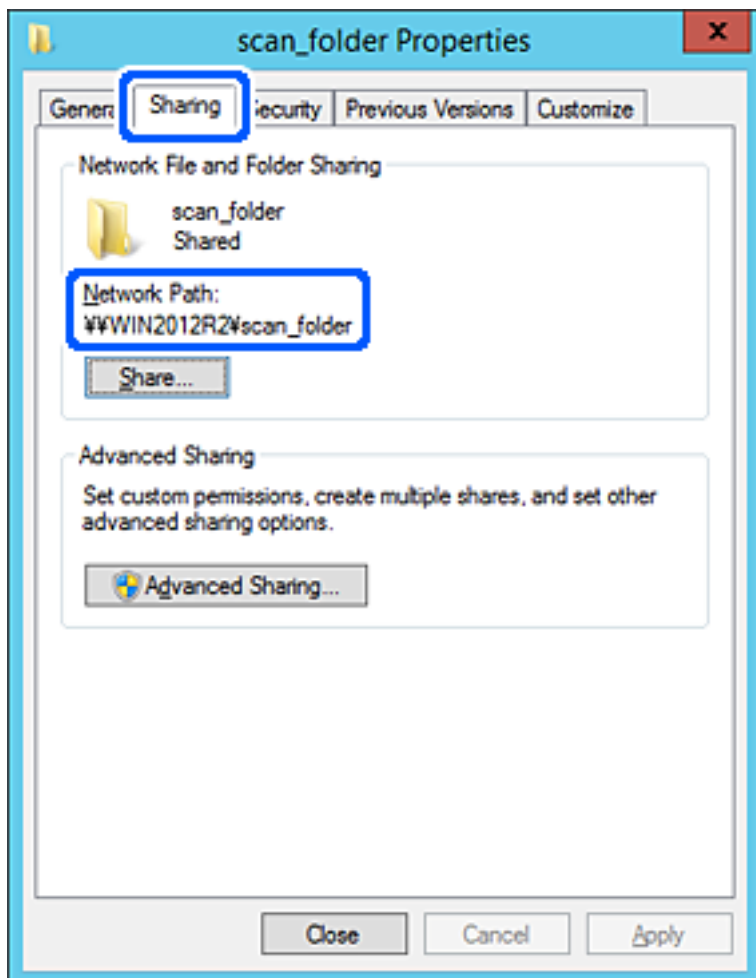 scan_folder Properties
x
Sharing
Previous Versions
Customize
Network File and Folder Sharing
scan_folder
Shared
Network Path:
¥¥WIN2012R2¥scan_folder
Share...
Advanced Sharing
Set custom permissions, create multiple shares, and set other
advanced sharing options.
Advanced Sharing...
Close
Cancel
Apply